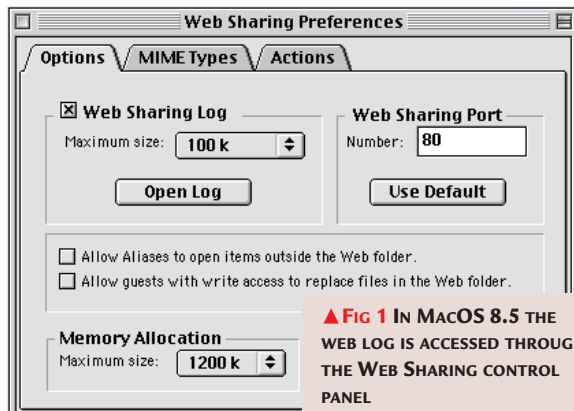 Web Sharing Preferences
Options MIME Types Actions
Web Sharing Log
Maximum size: 100 k
Open Log
Web Sharing Port
Number: 80
Use Default
Allow Aliases to open items outside the Web folder.
Allow guests with write access to replace files in the Web folder.
Memory Allocation
Maximum size: 1200 k
▲FIG 1 IN MACOS 8.5 THE
WEB LOG IS ACCESSED THROUG
THE WEB SHARING CONTROL
PANEL